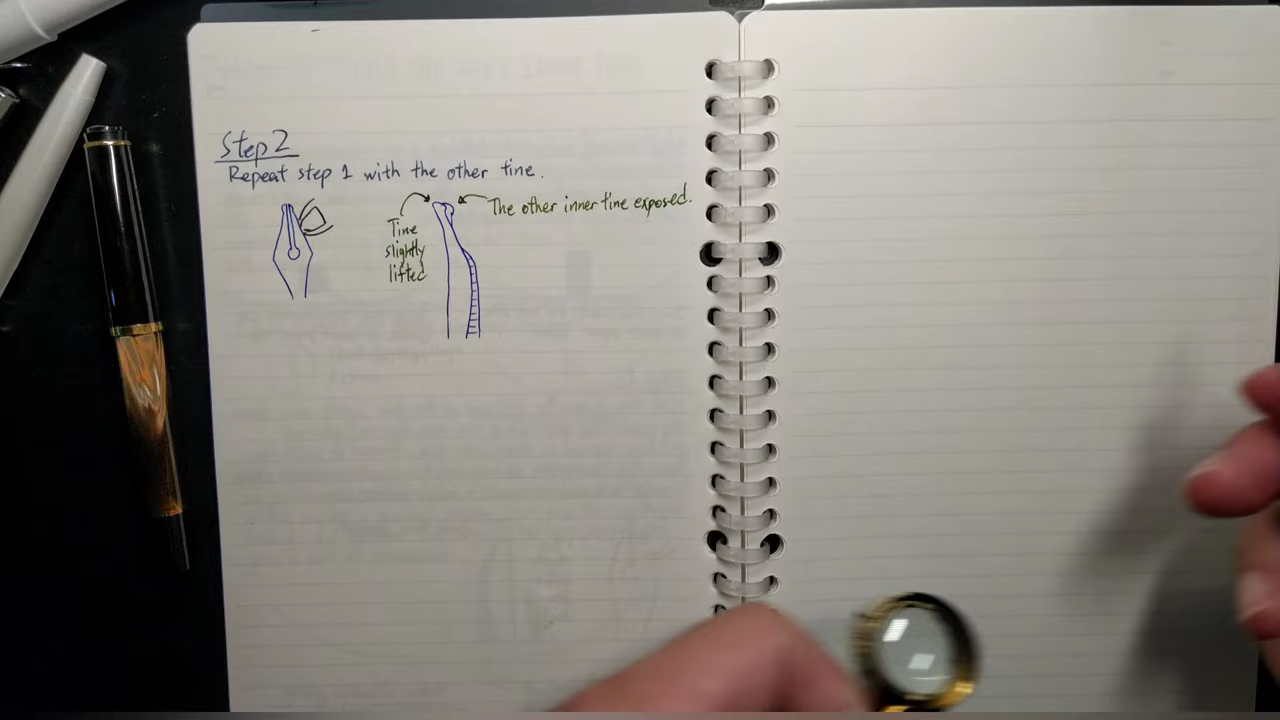 Step 2
Repeat step 1 with the other tine.
The other inner tine exposed.
Tine
slightly
lifted